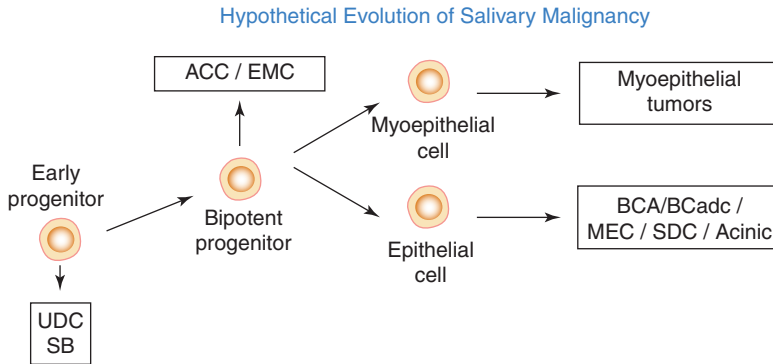 Hypothetical Evolution of Salivary Malignancy
ACC / EMC
Myoepithelial
cell
Myoepithelial
tumors
Early
progenitor
Bipotent
progenitor
Epithelial
cell
BCA/BCadc /
MEC / SDC / Acinic
UDC
SB